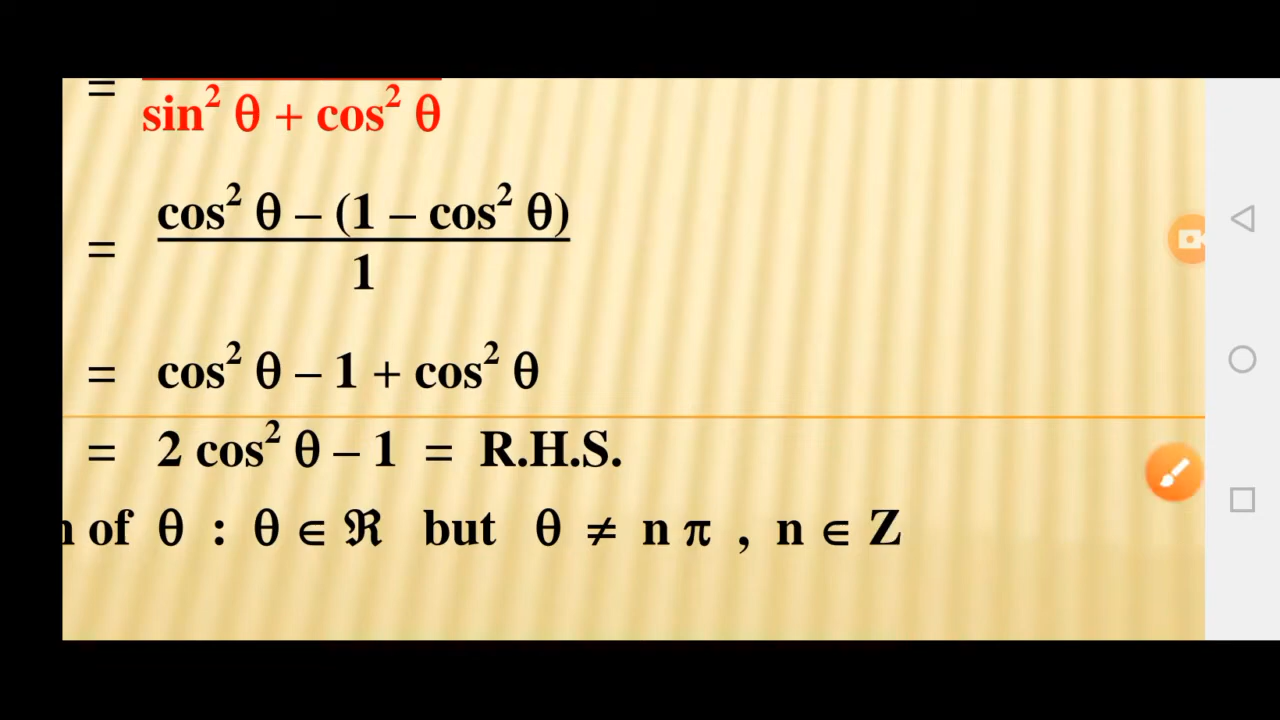 =
sin² θ + cos² θ
cos² θ – (1 – cos² θ)
=
1
= cos² θ – 1 + cos² θ
= 2 cos² θ – 1 = R.H.S.
of θ : θ ∈ ℜ but θ ≠ n π , n ∈ Z